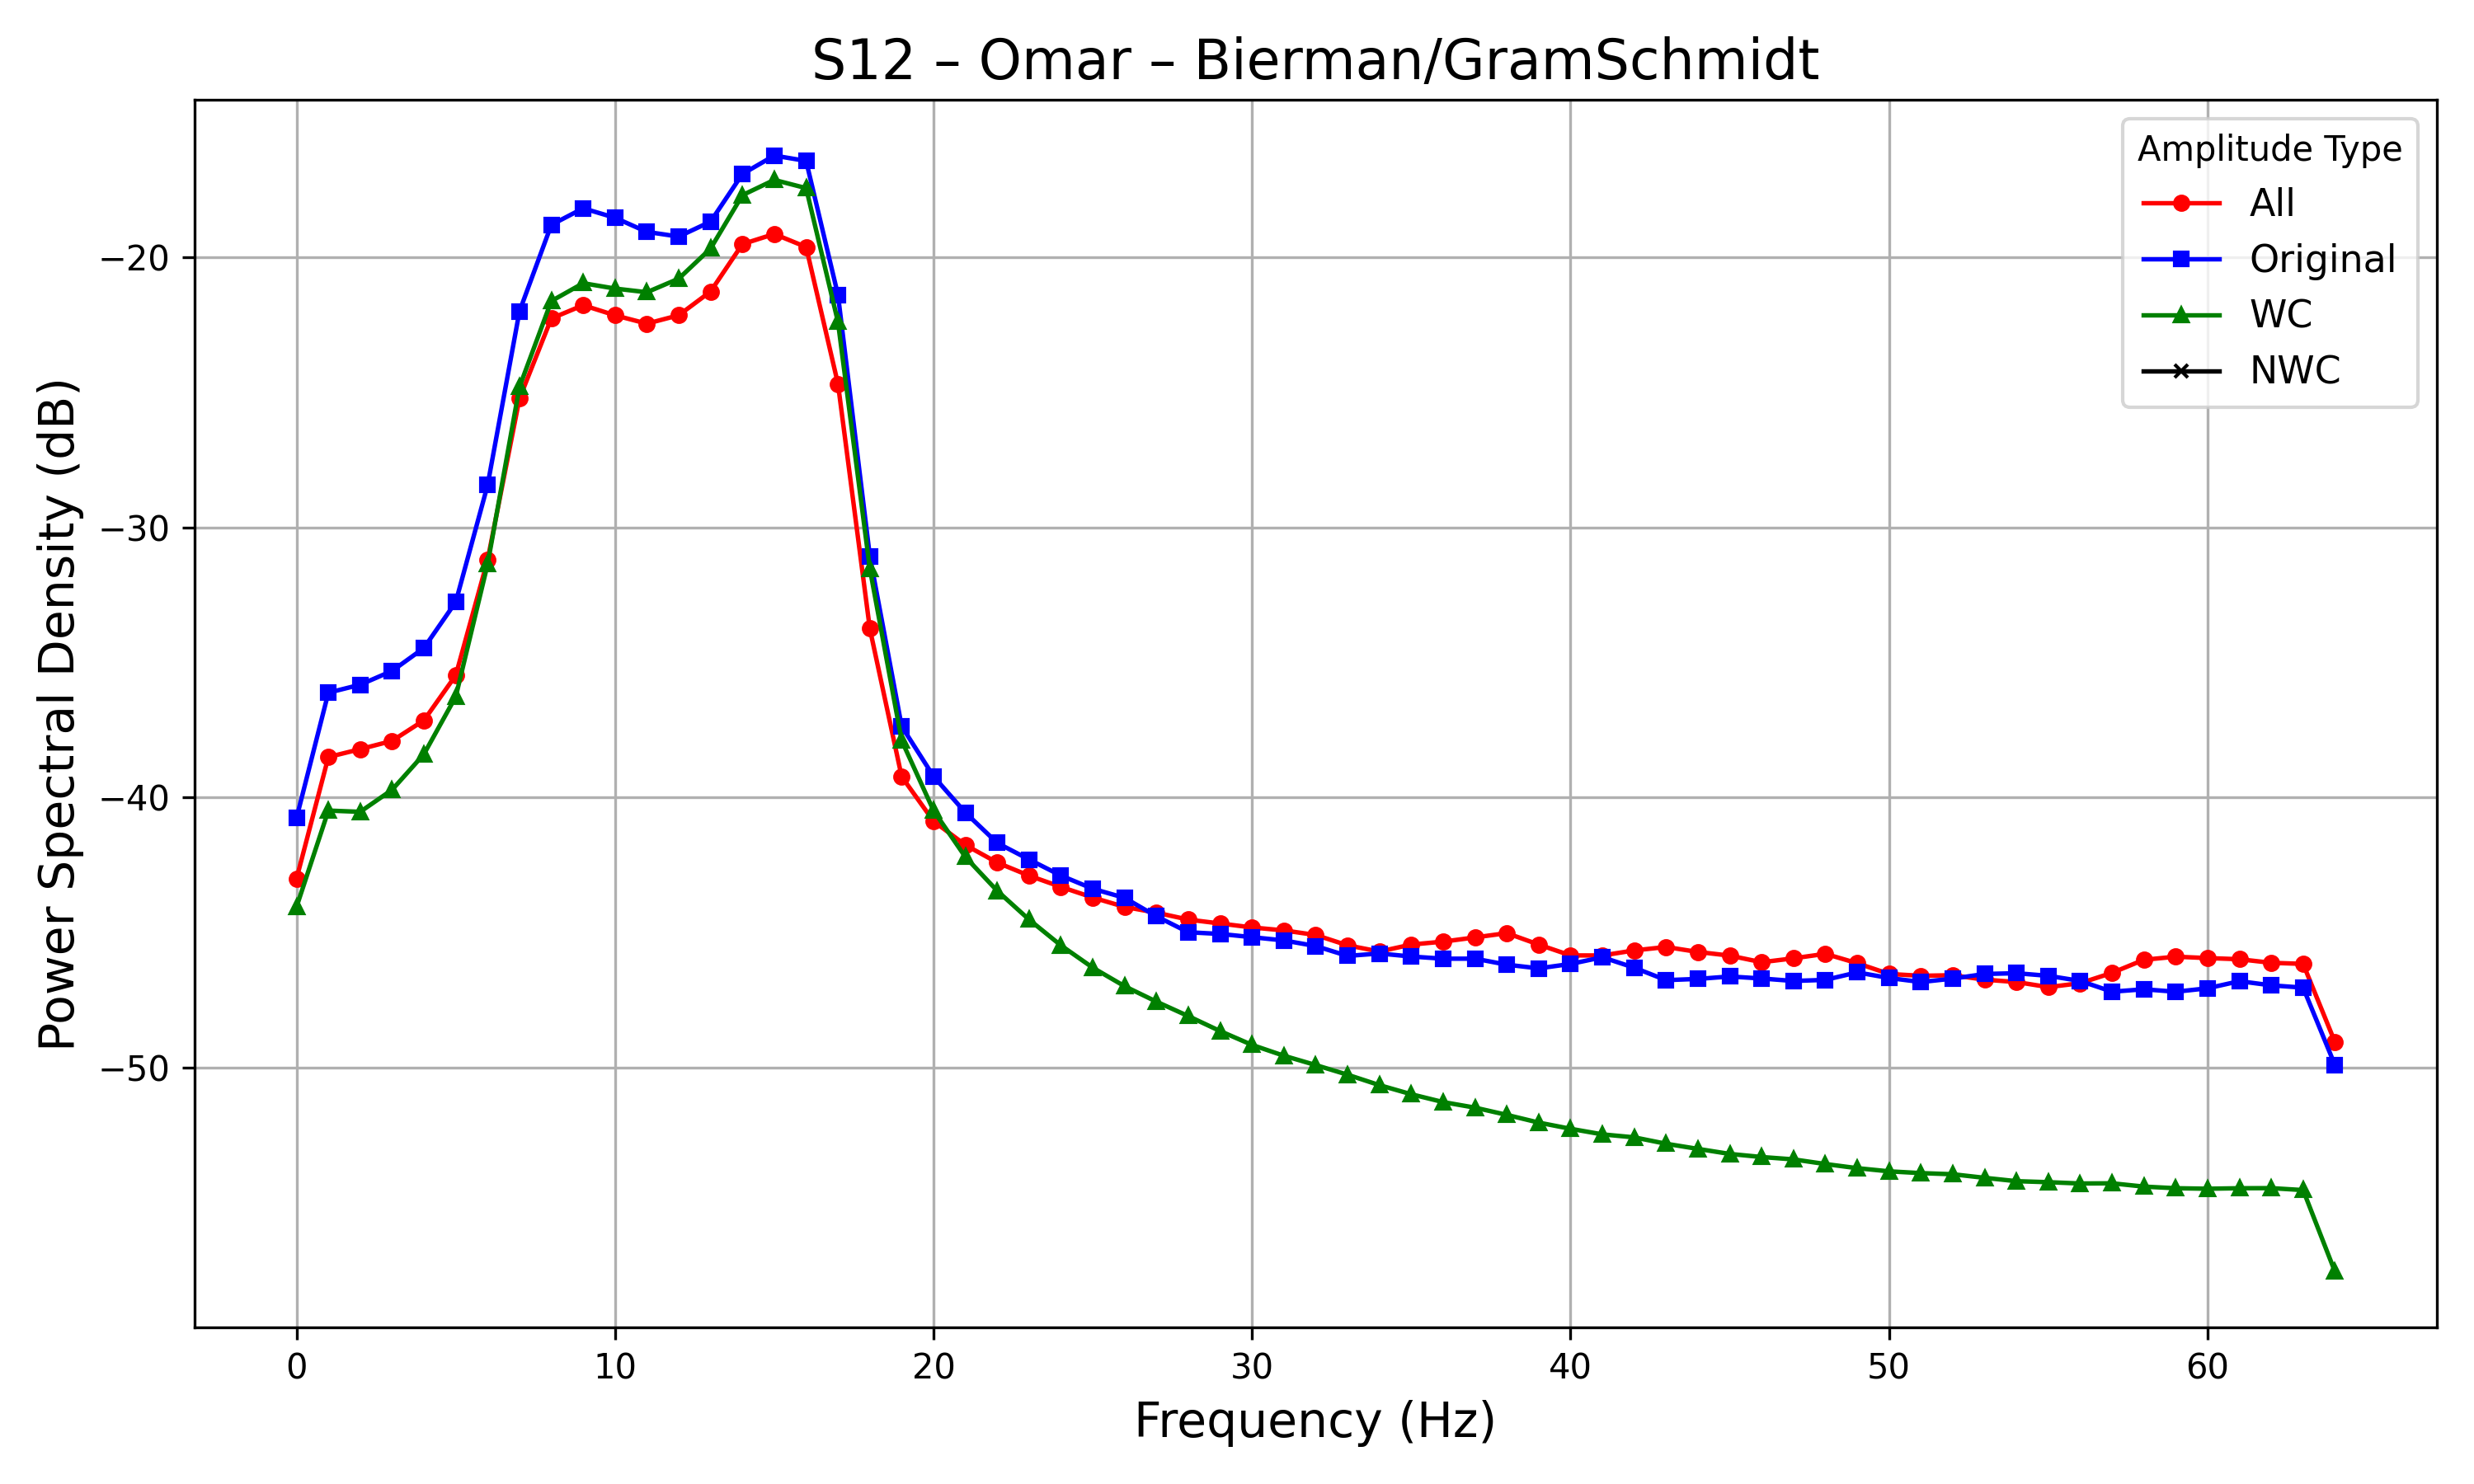 S12 – Omar – Bierman/GramSchmidt
Amplitude Type
All
Original
WC
NWC
Power Spectral Density (dB)
−20
−30
−40
−50
0 10 20 30 40 50 60
Frequency (Hz)